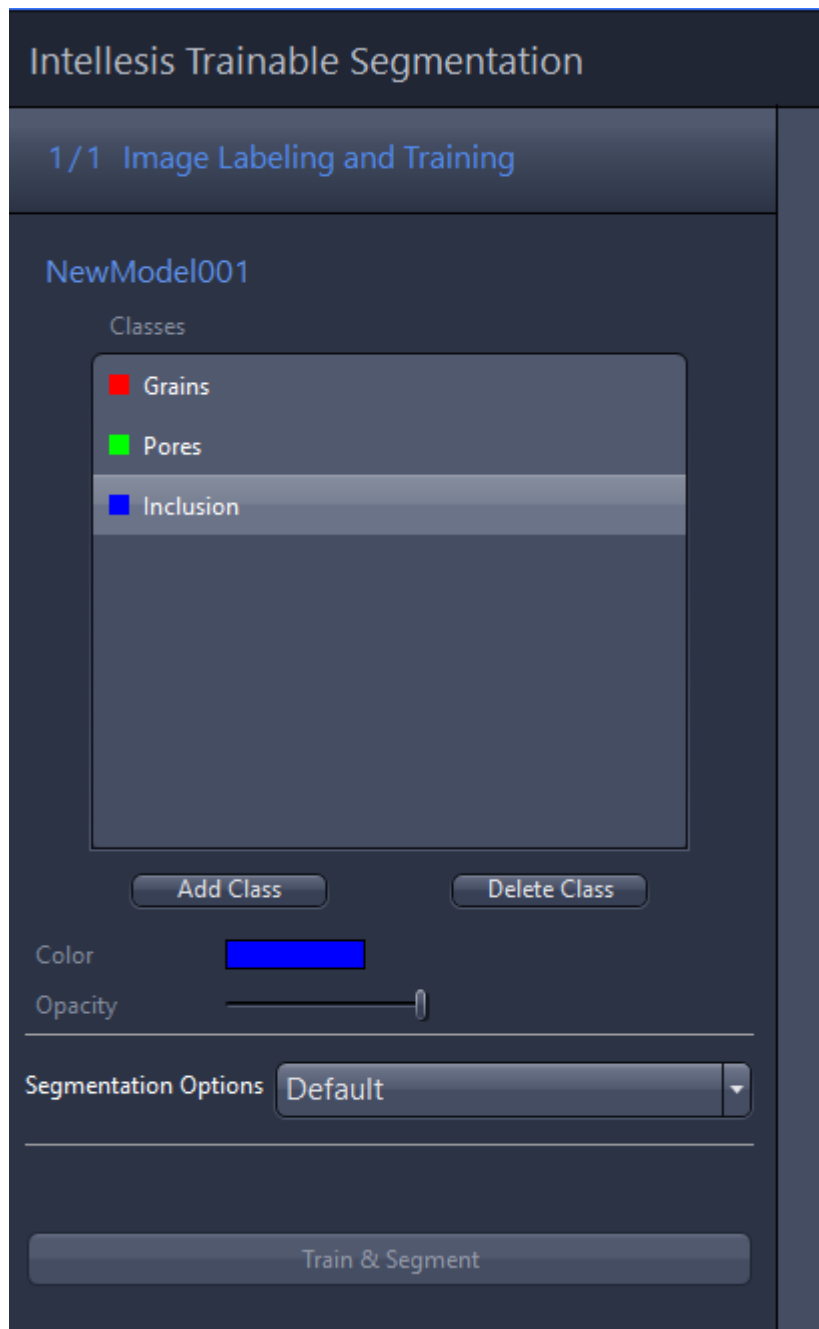 Intellesis Trainable Segmentation
1/1 Image Labeling and Training
NewModel001
Classes
Grains
Pores
Inclusion
Add Class Delete Class
Color
Opacity
Segmentation Options Default
Train & Segment